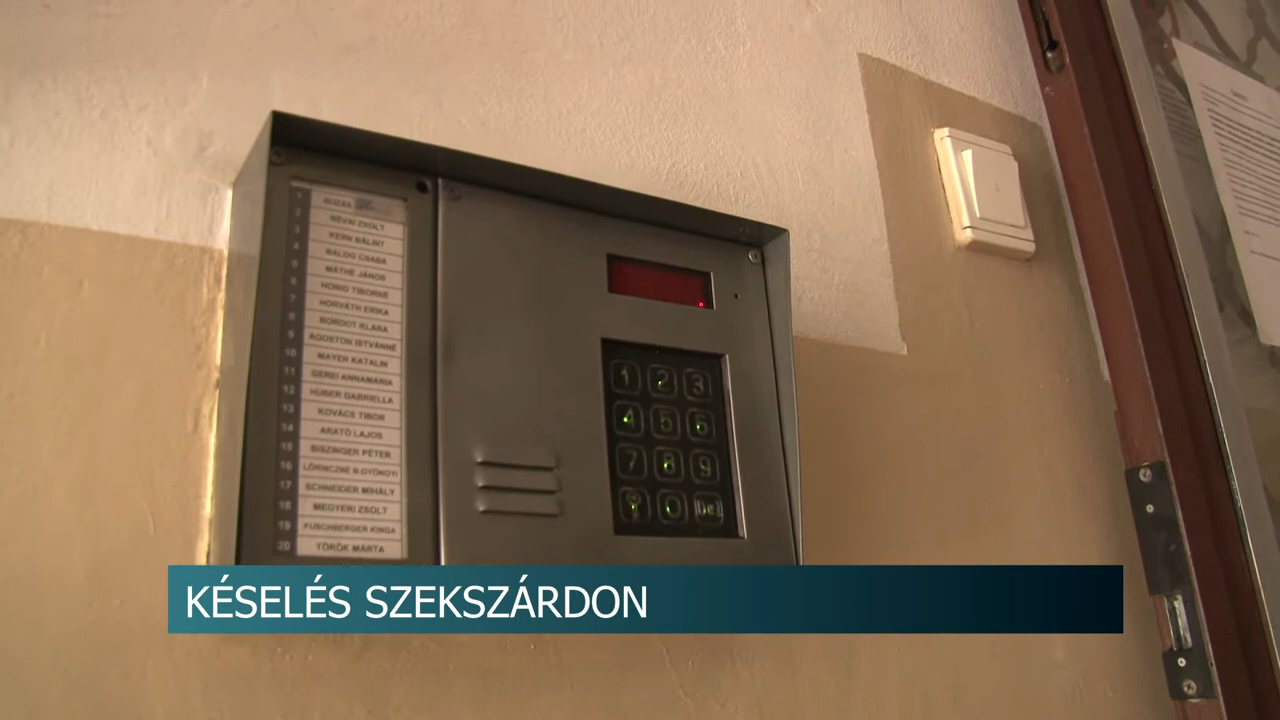 1 BUZÁS
2 RÉVAI ZSOLT
3 KERN BÁLINT
4 BALOG CSABA
5 MÁTHÉ JÁNOS
6 HÖNIG TIBORNÉ
7 HORVÁTH ERIKA
8 BORDOT KLÁRA
9 ÁGOSTON ISTVÁNNÉ
10 MAYER KATALIN
11 GEREI ANNAMÁRIA
12 HUBER GABRIELLA
13 KOVÁCS TIBOR
14 ARATÓ LAJOS
15 BISZINGER PÉTER
16 LŐRINCZNÉ B.GYÖNGYI
17 SCHNEIDER MIHÁLY
18 MEGYERI ZSOLT
19 FUSCHBERGER KINGA
20 TÖRÖK MÁRTA
1 2 3
4 5 6
7 8 9
0 Del
KÉSELÉS SZEKSZÁRDON